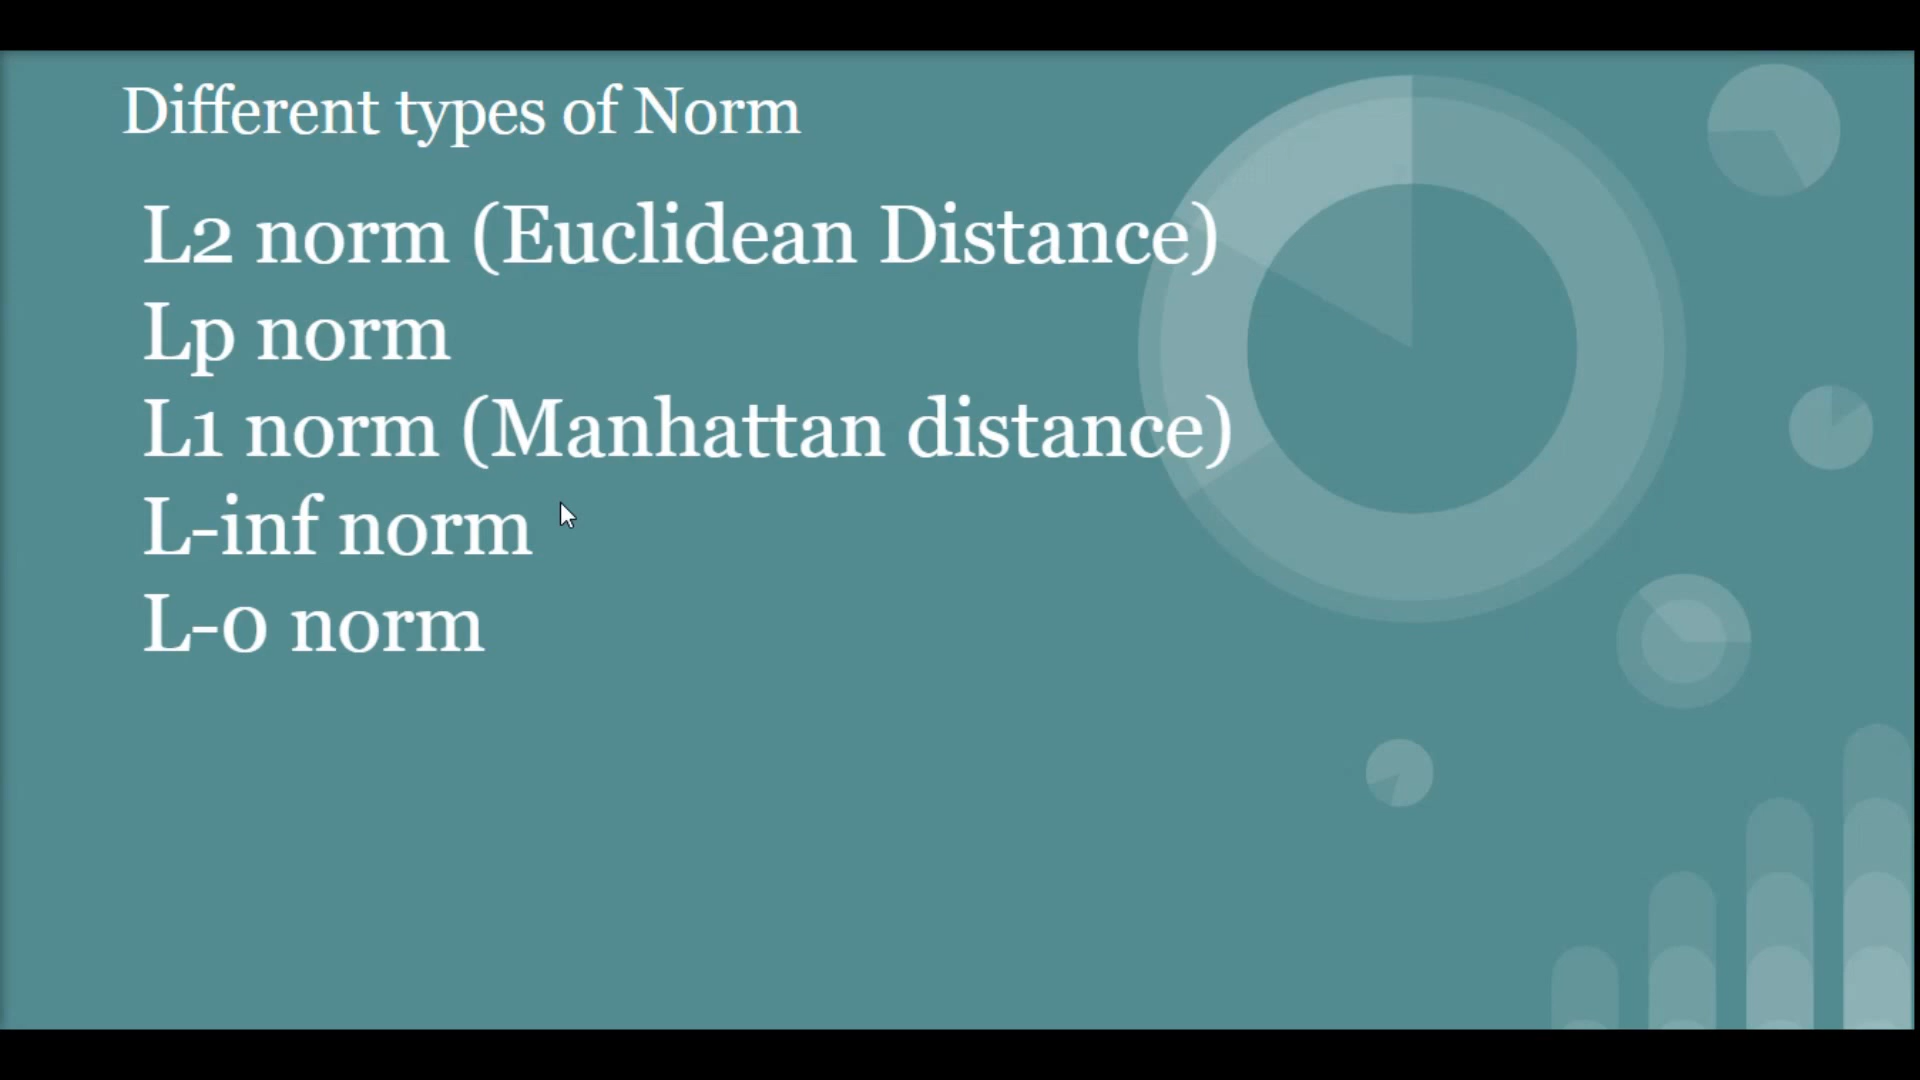 Different types of Norm
L2 norm (Euclidean Distance)
Lp norm
L1 norm (Manhattan distance)
L-inf norm
L-0 norm